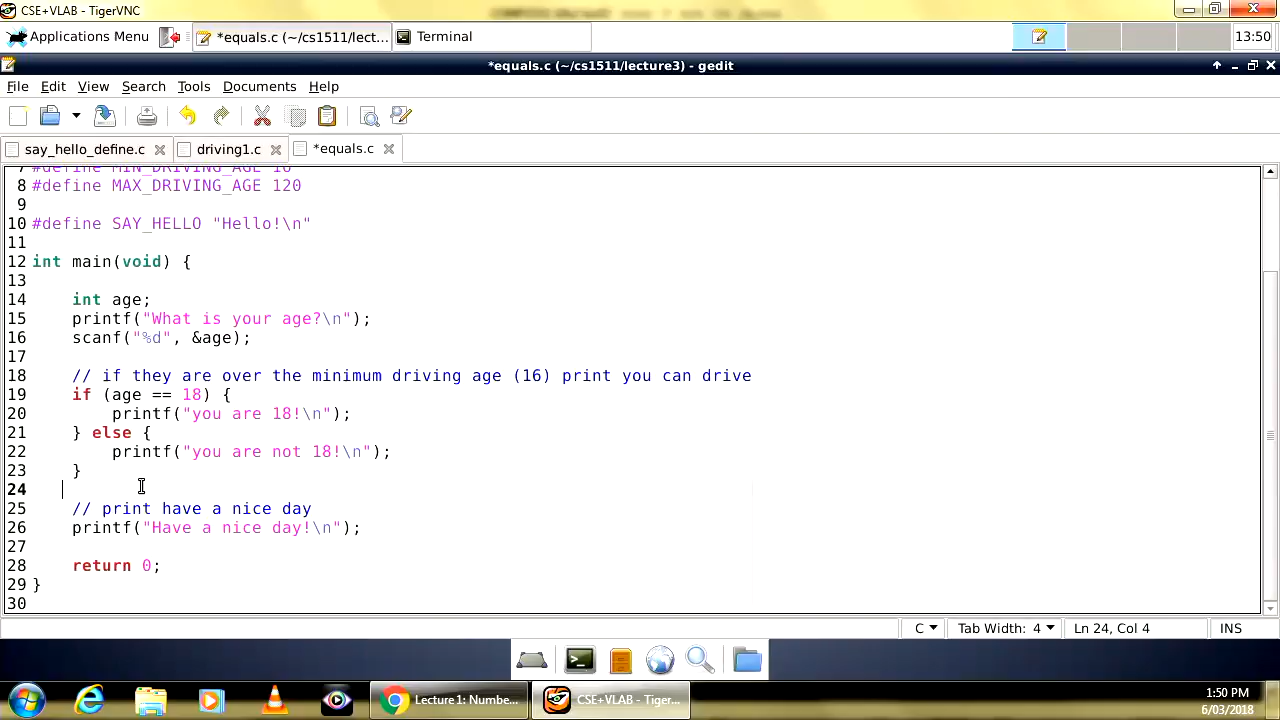 CSE+VLAB - TigerVNC
Applications Menu
*equals.c (~/cs1511/lect...
Terminal
13:50
*equals.c (~/cs1511/lecture3) - gedit
File Edit View Search Tools Documents Help
say_hello_define.c
driving1.c
*equals.c
7 #define MIN_DRIVING_AGE 16
8 #define MAX_DRIVING_AGE 120
9
10 #define SAY_HELLO "Hello!\n"
11
12 int main(void) {
13
14     int age;
15     printf("What is your age?\n");
16     scanf("%d", &age);
17
18     // if they are over the minimum driving age (16) print you can drive
19     if (age == 18) {
20         printf("you are 18!\n");
21     } else {
22         printf("you are not 18!\n");
23     }
24
25     // print have a nice day
26     printf("Have a nice day!\n");
27
28     return 0;
29 }
30
C Tab Width: 4 Ln 24, Col 4 INS
Lecture 1: Numbe...
CSE+VLAB - Tiger...
1:50 PM
6/03/2018